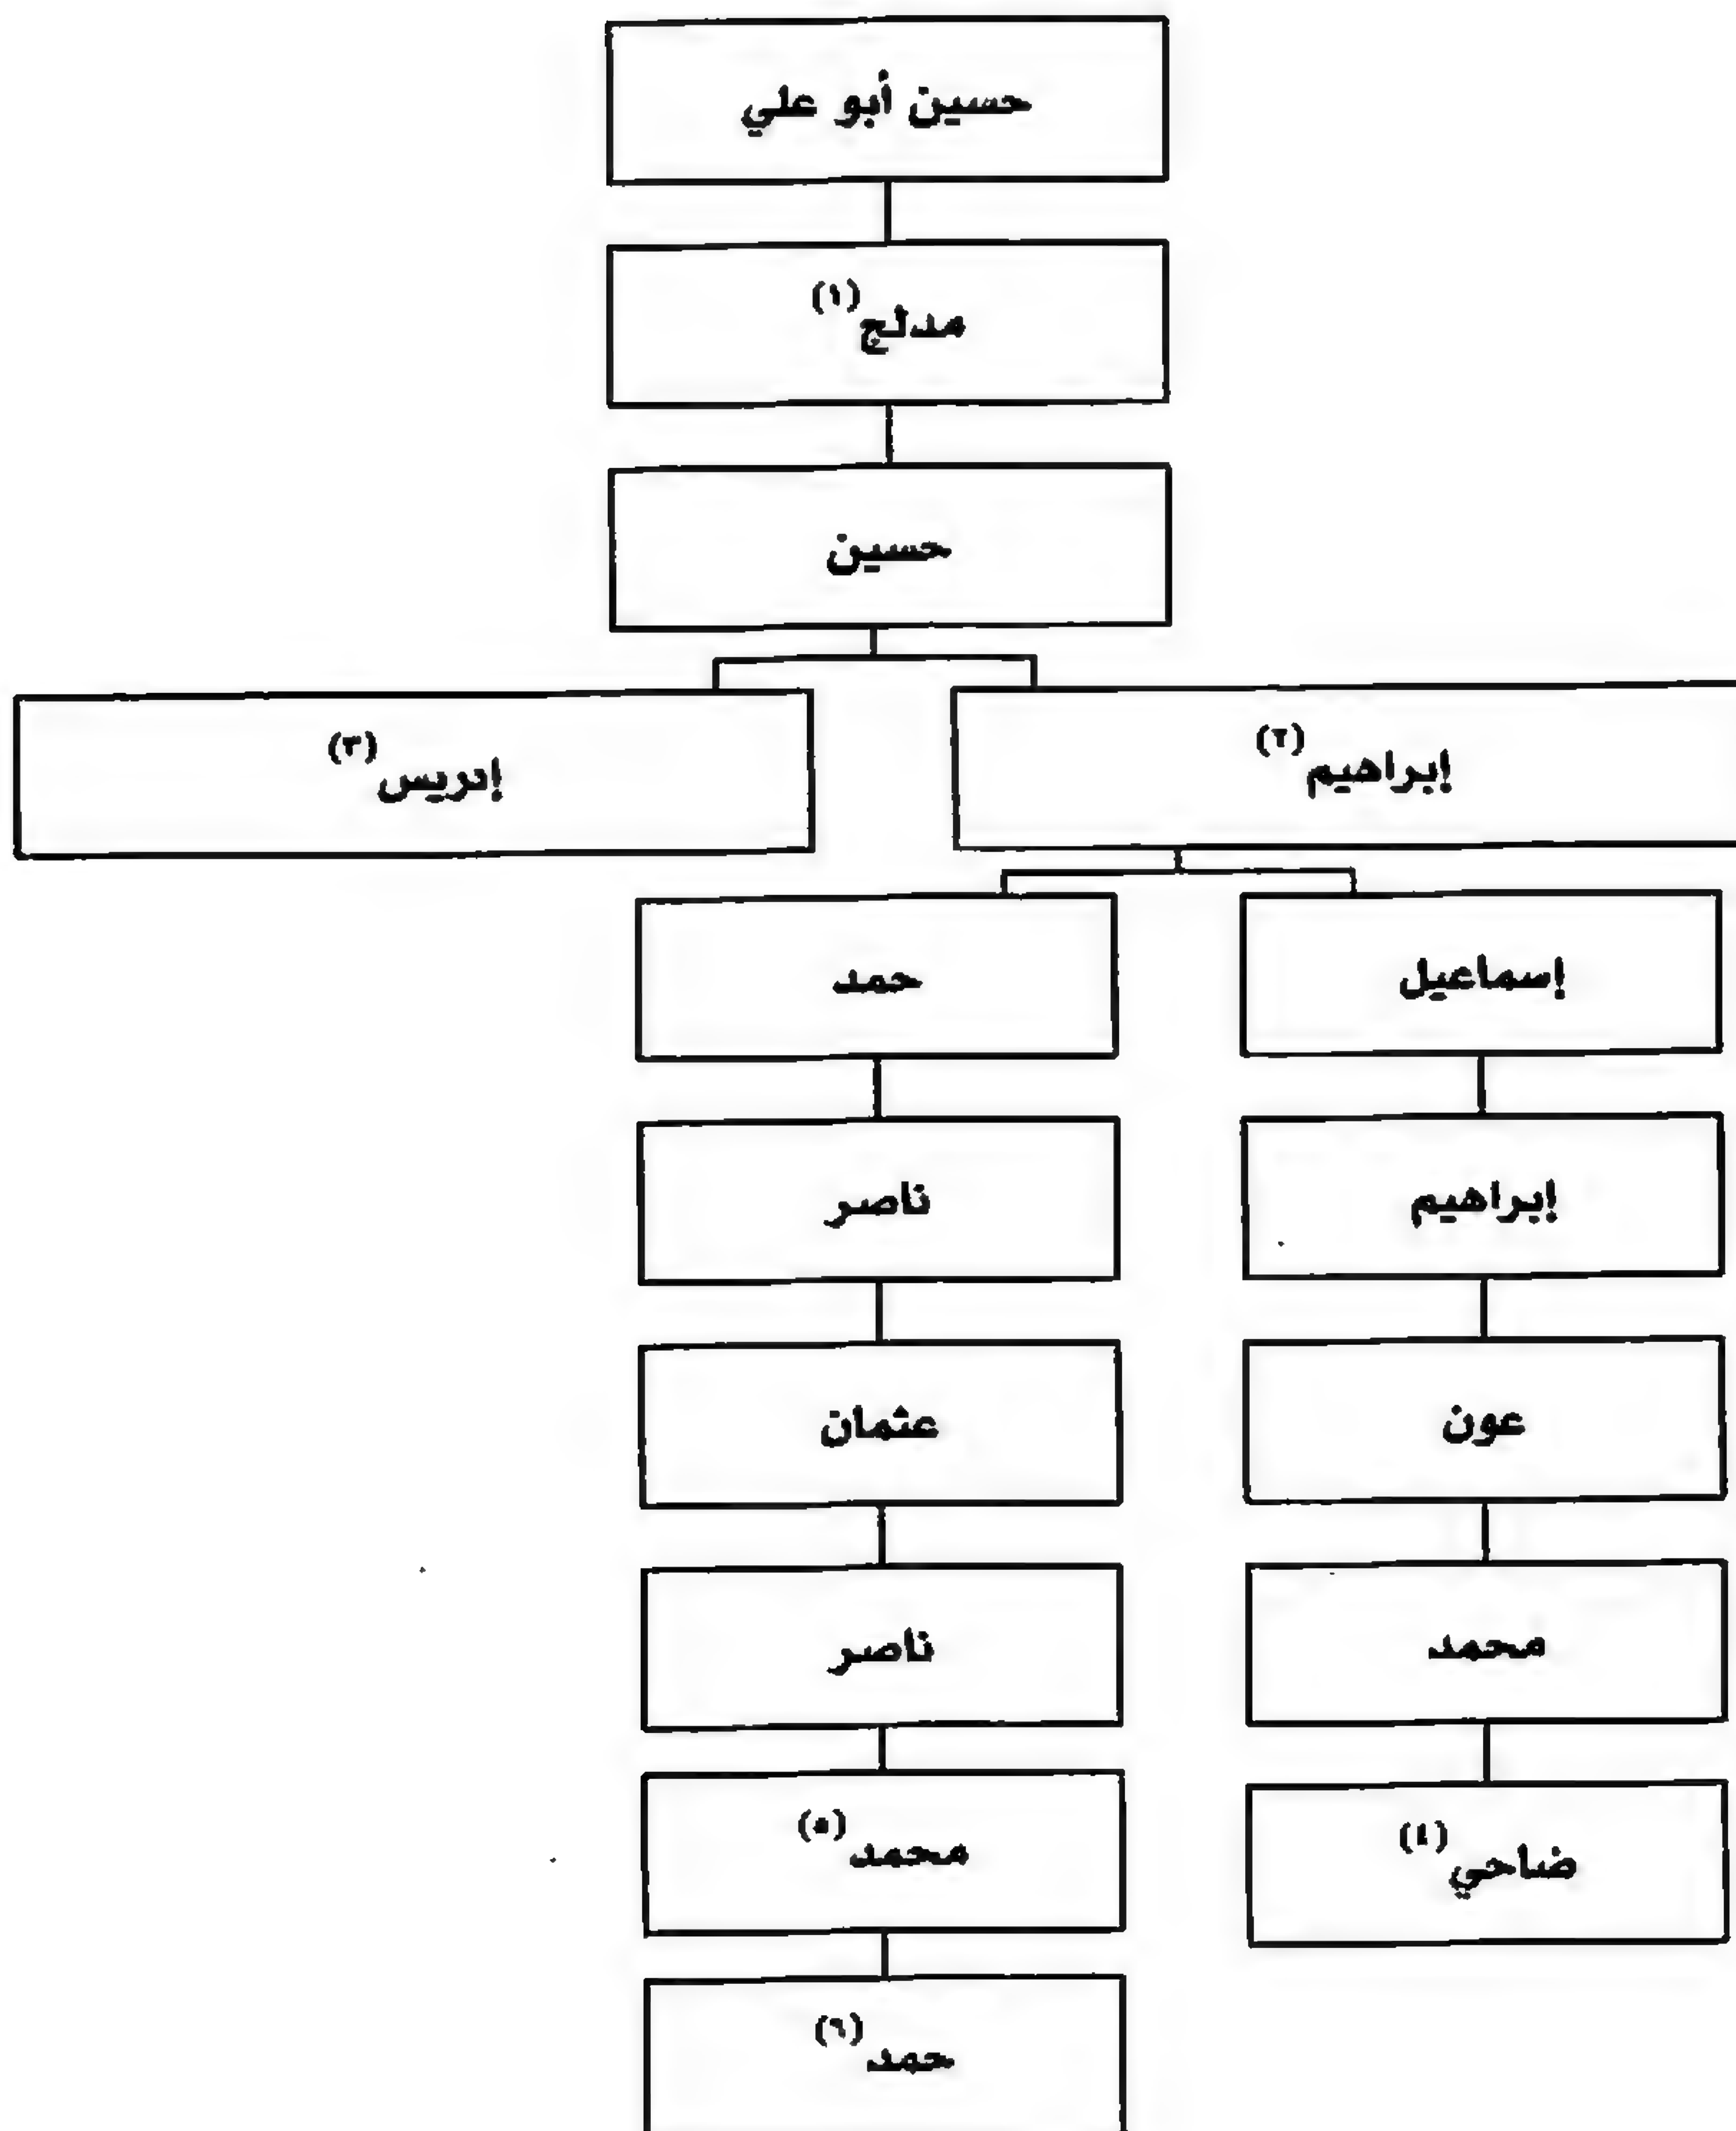 حسين أبو علي
مدلج(١)
حسين
إبراهيم(٢)
إدريس(٣)
إسماعيل
حمد
إبراهيم
ناصر
عون
عثمان
محمد
ناصر
ضاحي(٤)
محمد(٥)
حمد(٦)